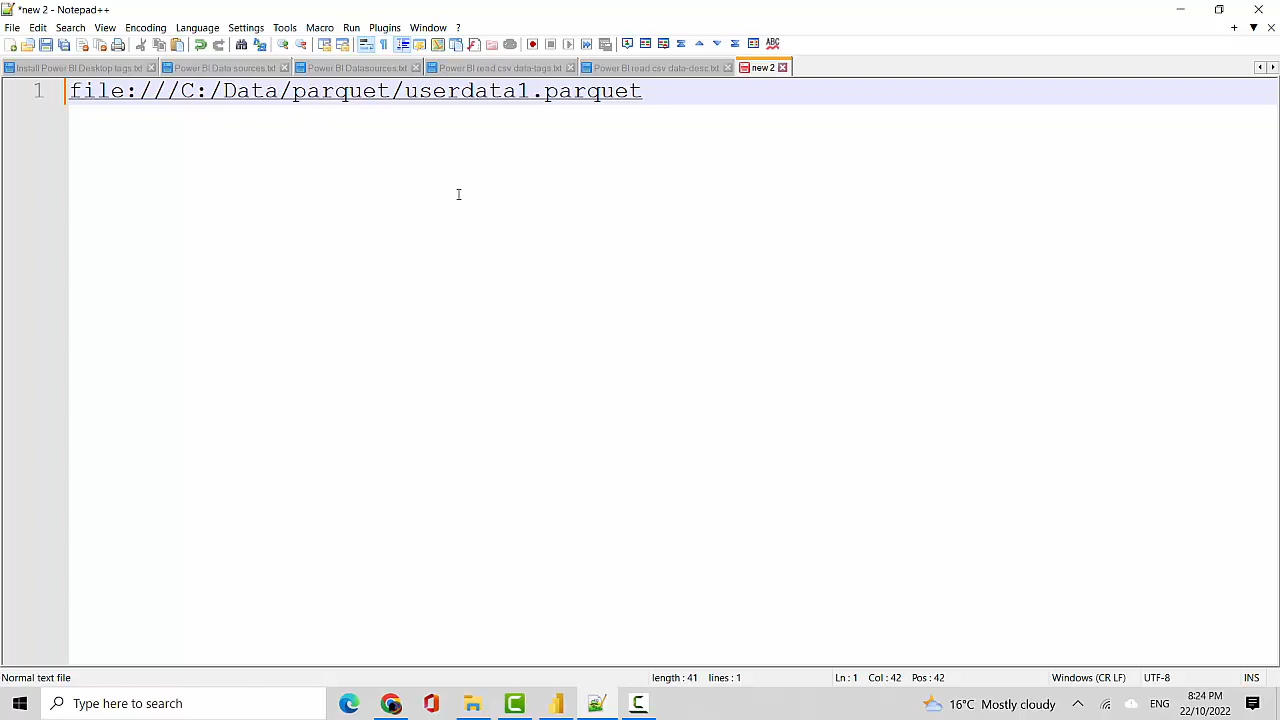 *new 2 - Notepad++
File Edit Search View Encoding Language Settings Tools Macro Run Plugins Window ?
Install Power BI Desktop tags.txt Power BI Data sources.txt Power BI Datasources.txt Power BI read csv data-tags.txt Power BI read csv data-desc.txt new 2
1 file:///C:/Data/parquet/userdata1.parquet
Normal text file length : 41 lines : 1 Ln : 1 Col : 42 Pos : 42 Windows (CR LF) UTF-8 INS
Type here to search 16°C Mostly cloudy ENG 8:24 PM
22/10/2022